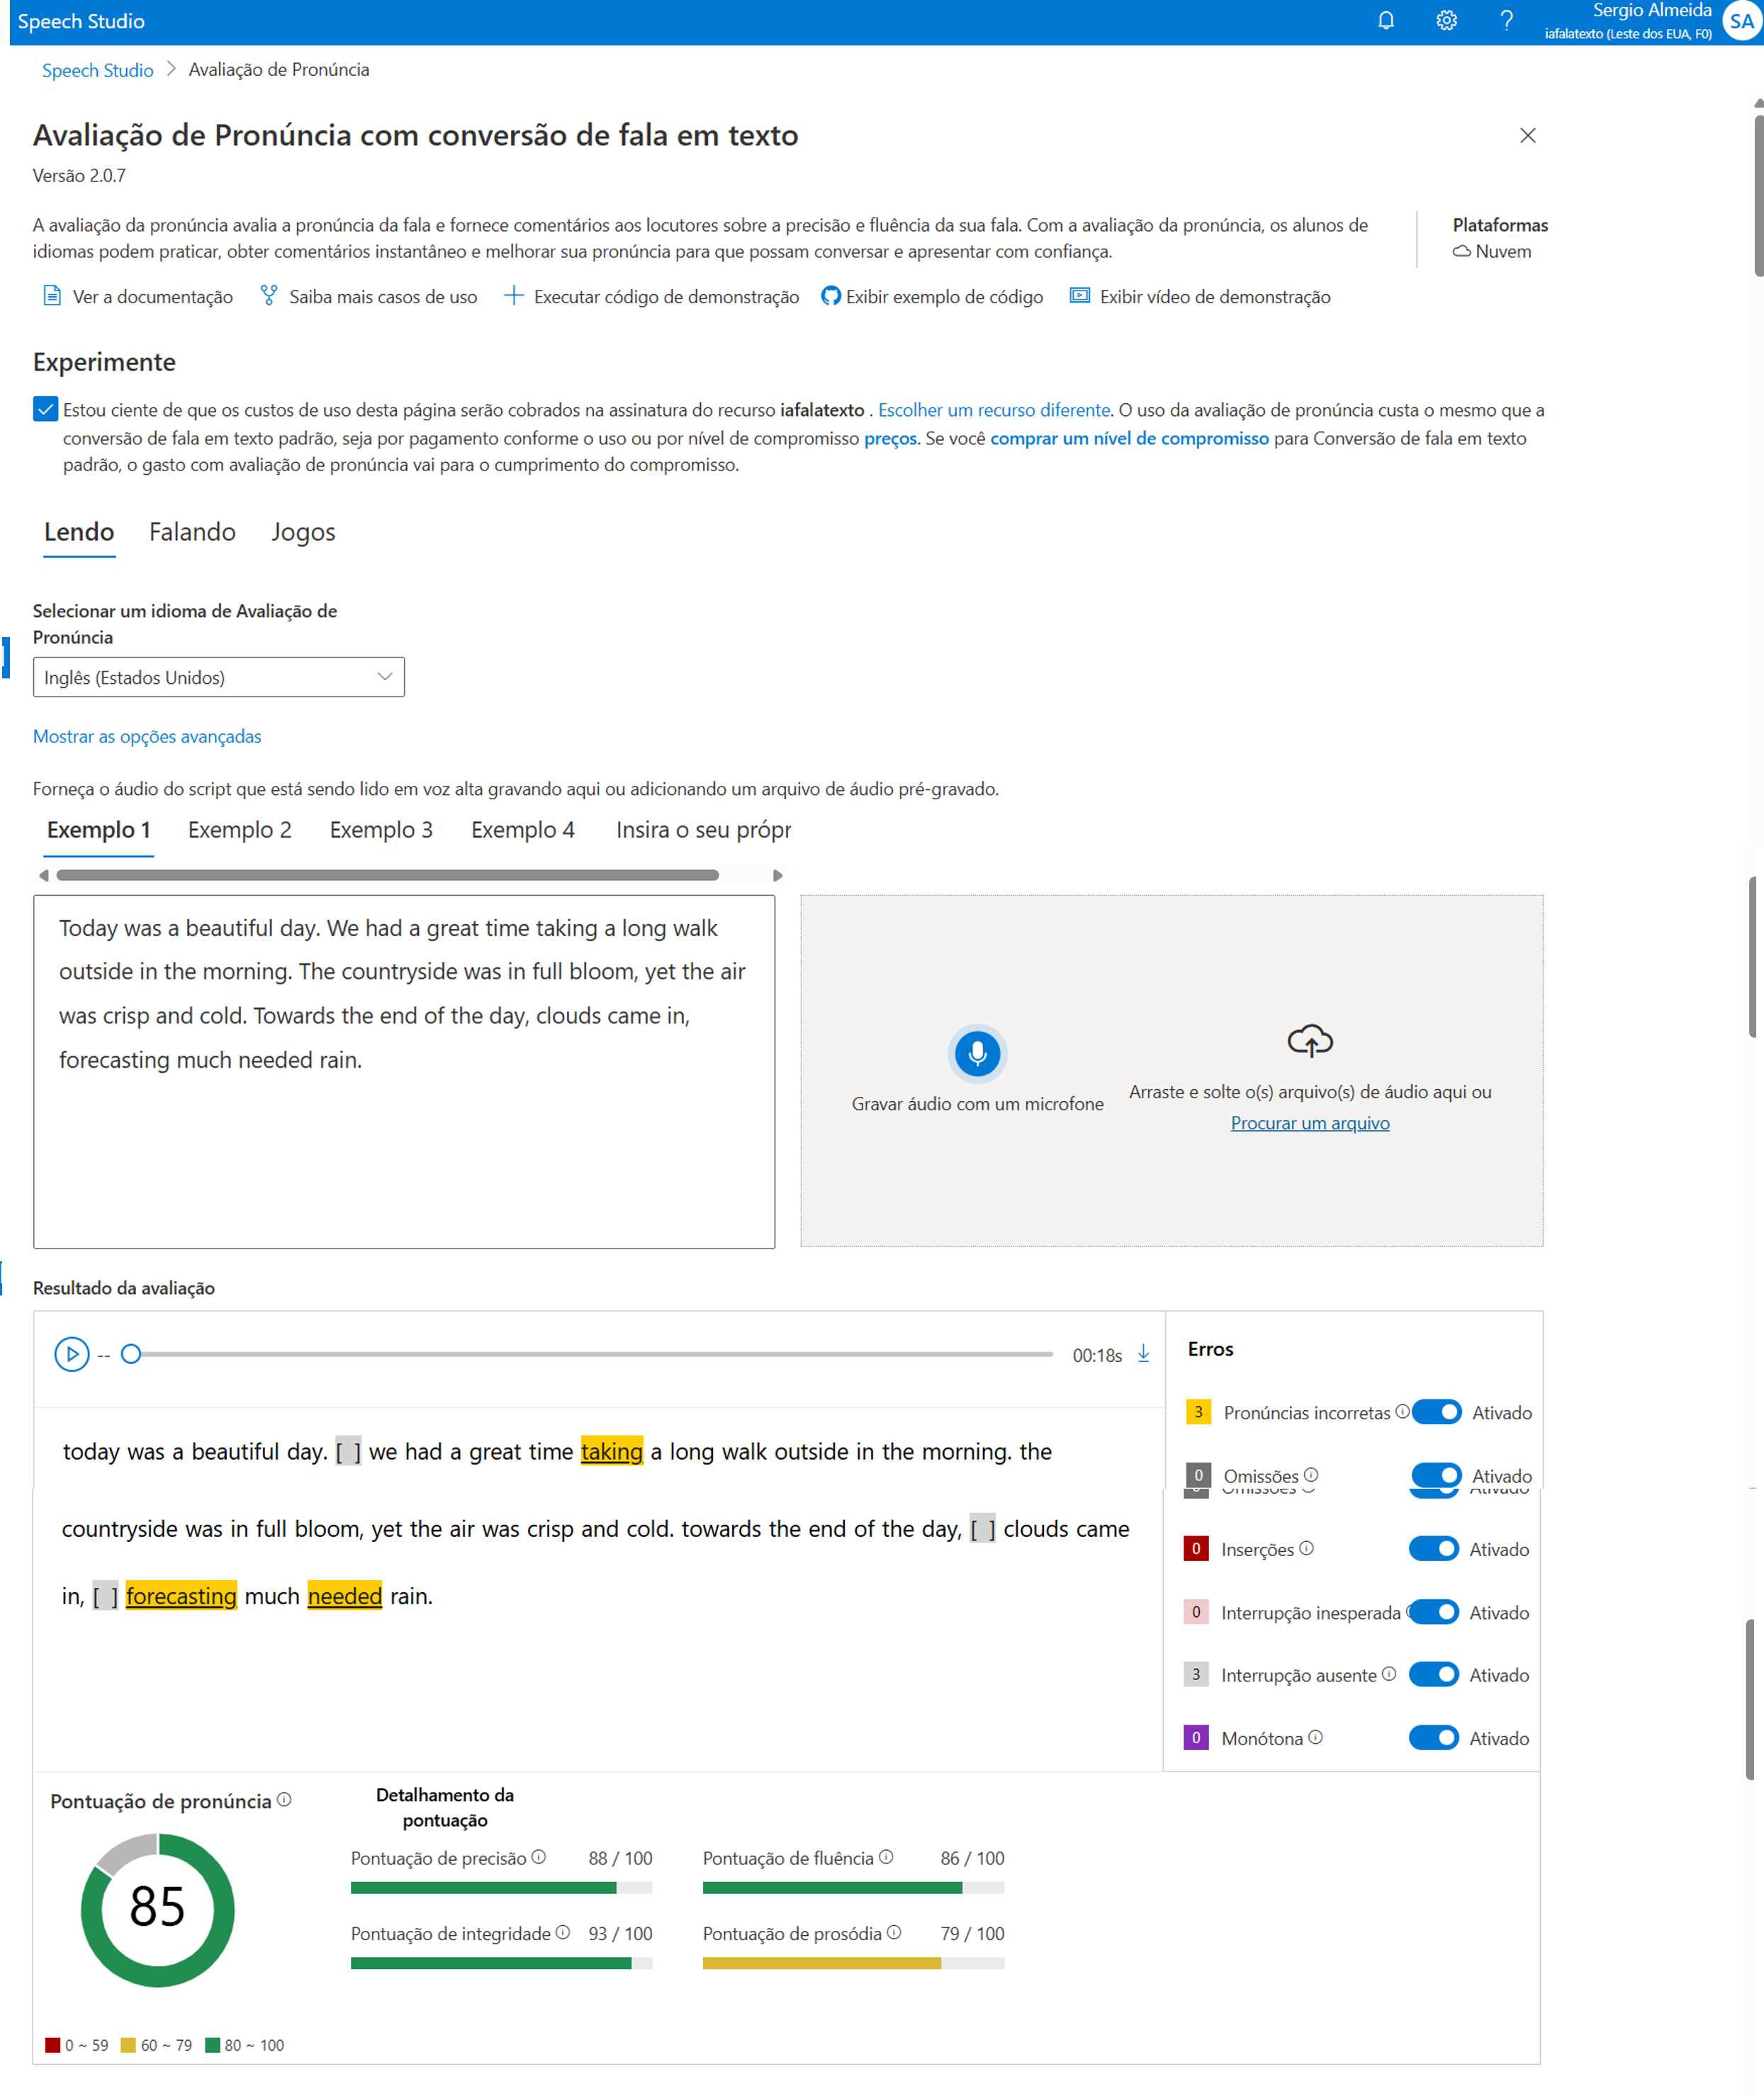 Speech Studio
Sergio Almeida
iafalatexto (Leste dos EUA, F0)
SA
Speech Studio > Avaliação de Pronúncia
Avaliação de Pronúncia com conversão de fala em texto
Versão 2.0.7
A avaliação da pronúncia avalia a pronúncia da fala e fornece comentários aos locutores sobre a precisão e fluência da sua fala. Com a avaliação da pronúncia, os alunos de
idiomas podem praticar, obter comentários instantâneo e melhorar sua pronúncia para que possam conversar e apresentar com confiança.
Plataformas
Nuvem
Ver a documentação
Saiba mais casos de uso
Executar código de demonstração
Exibir exemplo de código
Exibir vídeo de demonstração
Experimente
Estou ciente de que os custos de uso desta página serão cobrados na assinatura do recurso iafalatexto . Escolher um recurso diferente. O uso da avaliação de pronúncia custa o mesmo que a
conversão de fala em texto padrão, seja por pagamento conforme o uso ou por nível de compromisso preços. Se você comprar um nível de compromisso para Conversão de fala em texto
padrão, o gasto com avaliação de pronúncia vai para o cumprimento do compromisso.
Lendo Falando Jogos
Selecionar um idioma de Avaliação de
Pronúncia
Inglês (Estados Unidos)
Mostrar as opções avançadas
Forneça o áudio do script que está sendo lido em voz alta gravando aqui ou adicionando um arquivo de áudio pré-gravado.
Exemplo 1 Exemplo 2 Exemplo 3 Exemplo 4 Insira o seu própr
Today was a beautiful day. We had a great time taking a long walk
outside in the morning. The countryside was in full bloom, yet the air
was crisp and cold. Towards the end of the day, clouds came in,
forecasting much needed rain.
Gravar áudio com um microfone
Arraste e solte o(s) arquivo(s) de áudio aqui ou
Procurar um arquivo
Resultado da avaliação
-- 00:18s
today was a beautiful day. [ ] we had a great time taking a long walk outside in the morning. the
countryside was in full bloom, yet the air was crisp and cold. towards the end of the day, [ ] clouds came
in, [ ] forecasting much needed rain.
Erros
3 Pronúncias incorretas Ativado
0 Omissões Ativado
0 Inserções Ativado
0 Interrupção inesperada Ativado
3 Interrupção ausente Ativado
0 Monótona Ativado
Pontuação de pronúncia
85
0 ~ 59 60 ~ 79 80 ~ 100
Detalhamento da
pontuação
Pontuação de precisão 88 / 100
Pontuação de fluência 86 / 100
Pontuação de integridade 93 / 100
Pontuação de prosódia 79 / 100